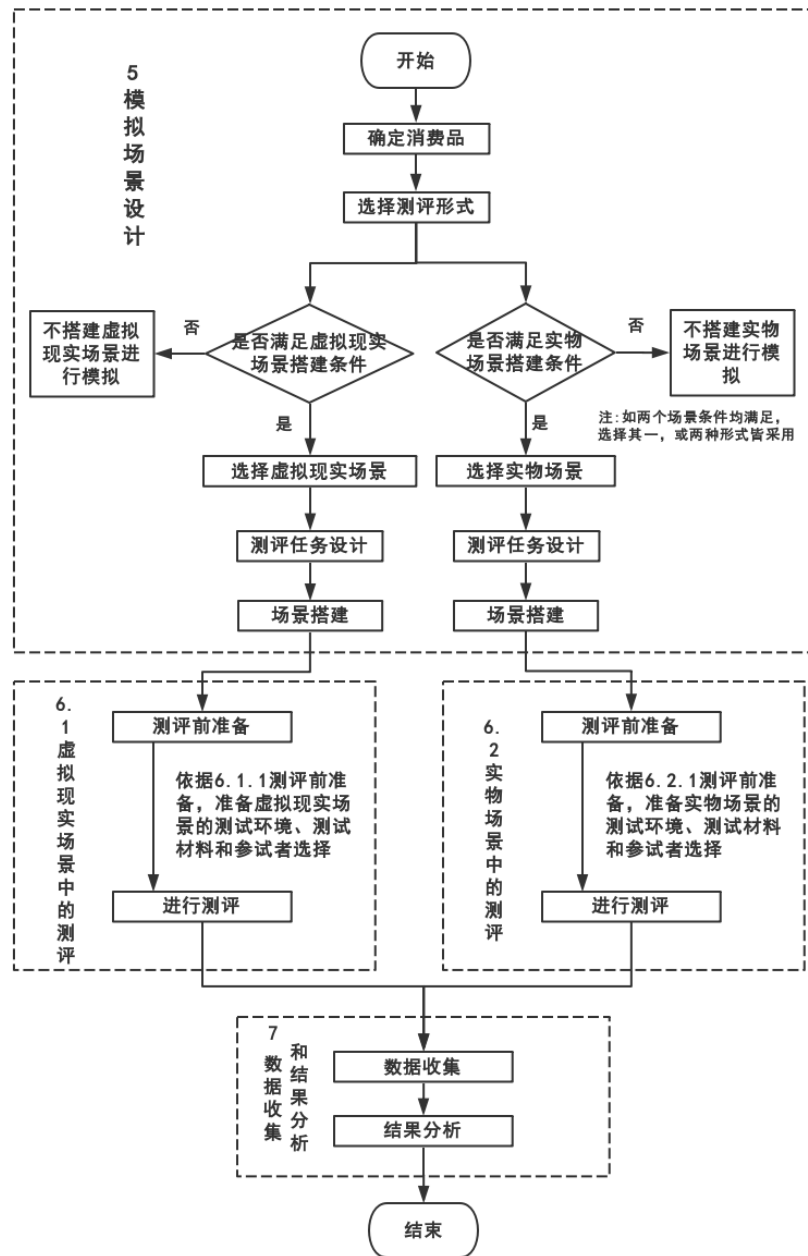 开始
5
模拟场景设计
确定消费品
选择测评形式
不搭建虚拟
现实场景进行
模拟
否
是否满足虚拟现实
场景搭建条件
是否满足实物
场景搭建条件
否
不搭建实物
场景进行模
拟
是
是
注:如两个场景条件均满足，
选择其一，或两种形式皆采用
选择虚拟现实场景
选择实物场景
测评任务设计
测评任务设计
场景搭建
场景搭建
6.1虚拟现实场景中的测评
测评前准备
依据6.1.1测评前准
备，准备虚拟现实场
景的测试环境、测试
材料和参试者选择
进行测评
6.2实物场景中的测评
测评前准备
依据6.2.1测评前准
备，准备实物场景的
测试环境、测试材料
和参试者选择
进行测评
7
数据收集
和结果分析
数据收集
结果分析
结束